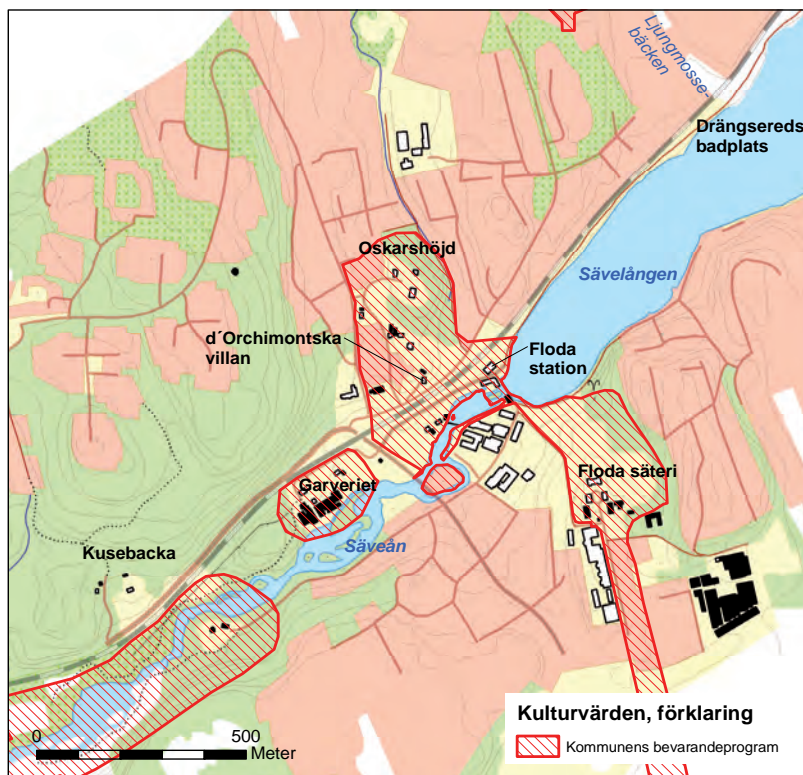 Ljungmosse-
bäcken
Drängsereds
badplats
Oskarshöjd
Sävelången
d´Orchimontska
villan
Floda
station
Garveriet
Floda säteri
Säveån
Kusebacka
Kulturvärden, förklaring
Kommunens bevarandeprogram
0
500
Meter